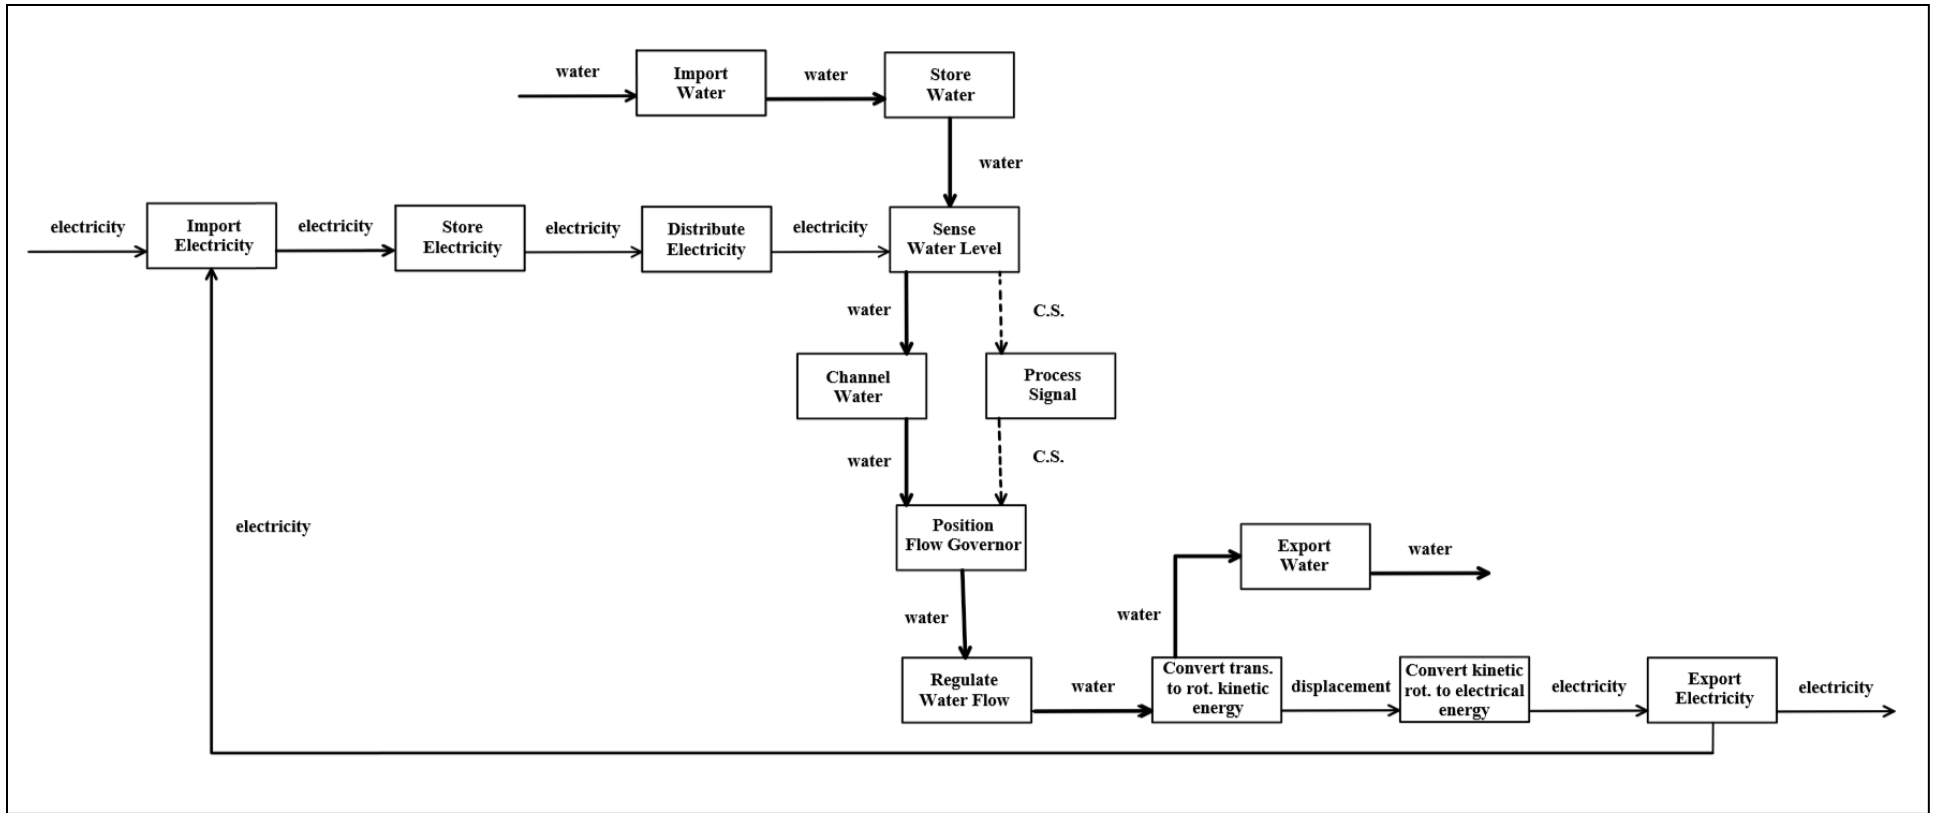 water
Import
Water
water
Store
Water
water
electricity
Import
Electricity
electricity
Store
Electricity
electricity
Distribute
Electricity
electricity
Sense
Water Level
water
C.S.
Channel
Water
Process
Signal
water
C.S.
electricity
Position
Flow Governor
Export
Water
water
water
water
Regulate
Water Flow
water
Convert trans.
to rot. kinetic
energy
displacement
Convert kinetic
rot. to electrical
energy
electricity
Export
Electricity
electricity